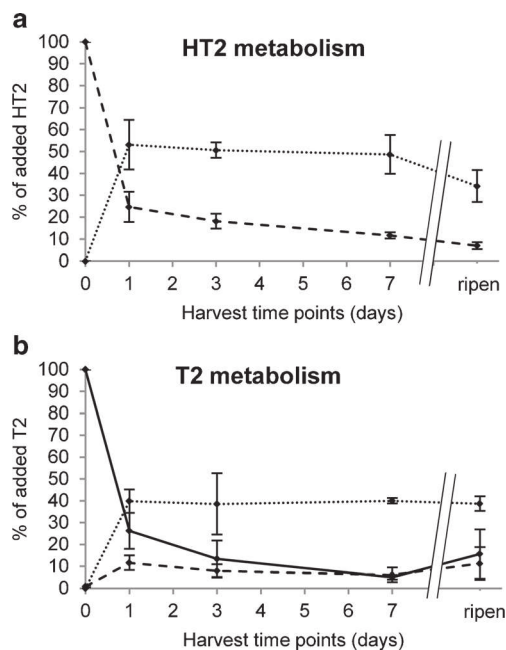 a
HT2 metabolism
% of added HT2
100
90
80
70
60
50
40
30
20
10
0
0 1 2 3 4 5 6 7 ripen
Harvest time points (days)
b
T2 metabolism
% of added T2
100
90
80
70
60
50
40
30
20
10
0
0 1 2 3 4 5 6 7 ripen
Harvest time points (days)